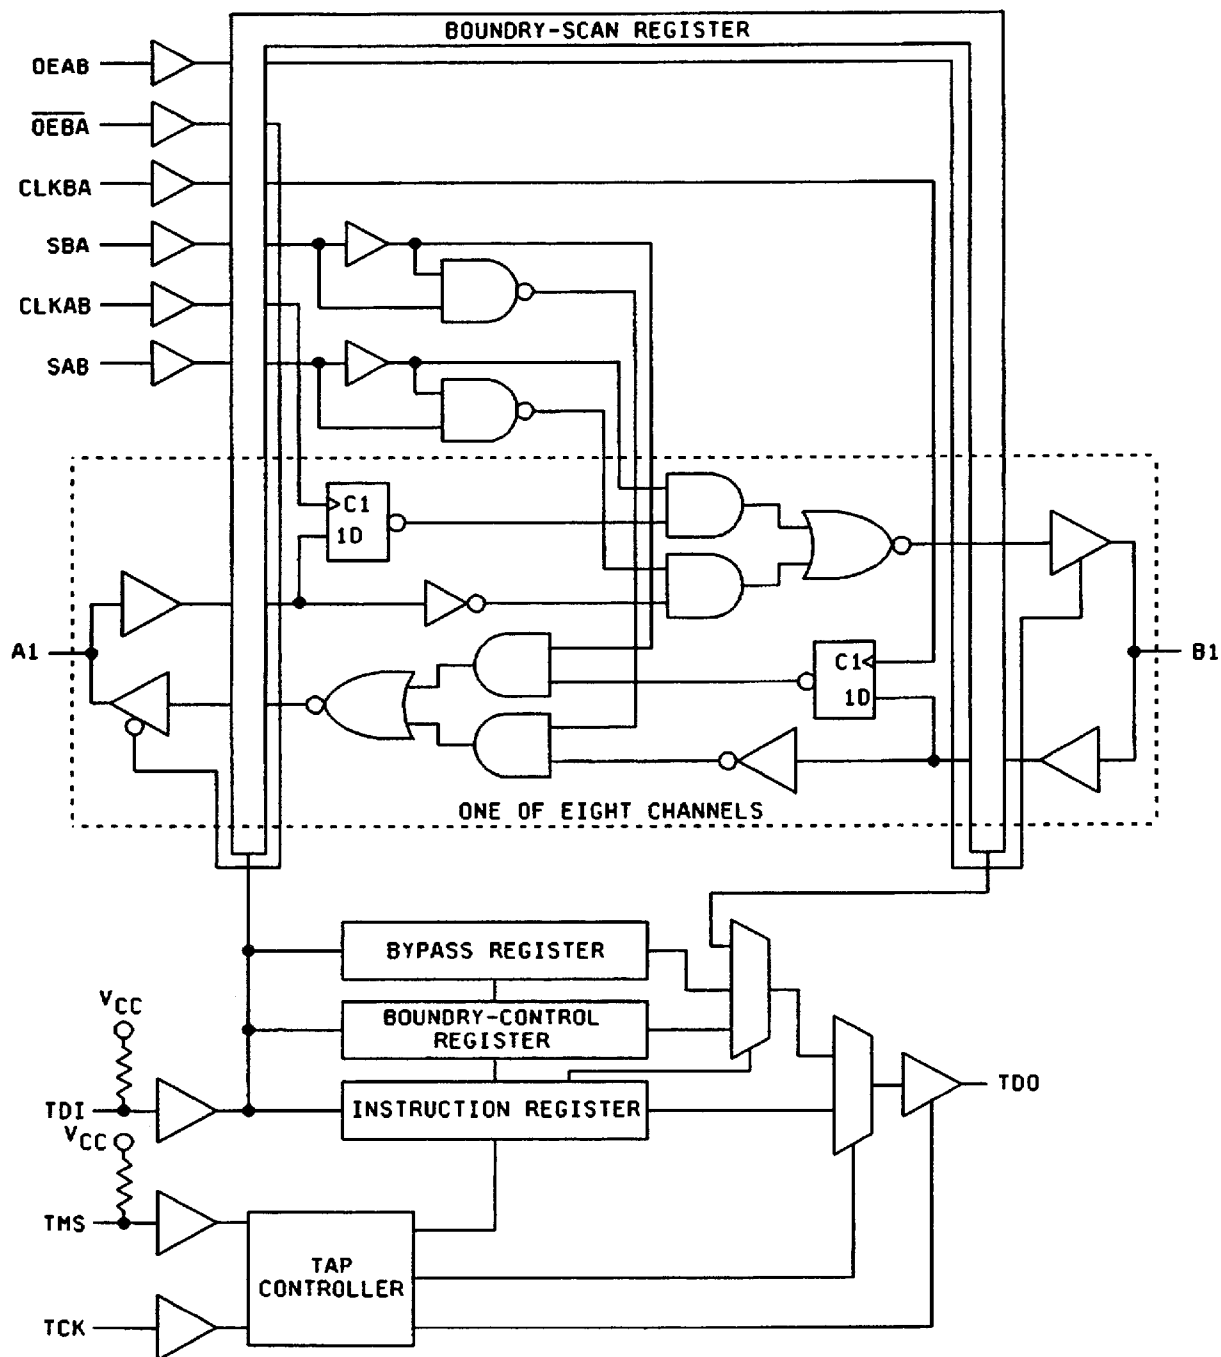 BOUNDRY-SCAN REGISTER
OEAB
OEBA
CLKBA
SBA
CLKAB
SAB
C1
1D
A1
C1
1D
B1
ONE OF EIGHT CHANNELS
BYPASS REGISTER
VCC
BOUNDRY-CONTROL
REGISTER
TDI
INSTRUCTION REGISTER
TDO
VCC
TMS
TAP
CONTROLLER
TCK